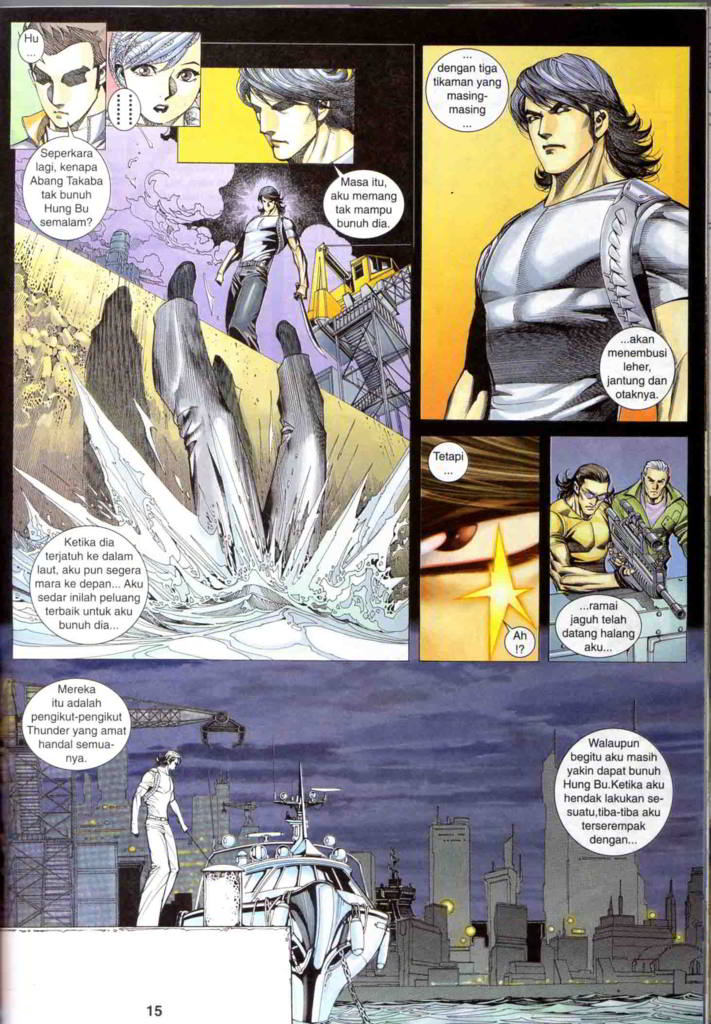 Hu
...
Seperkara
lagi, kenapa
Abang Takaba
tak bunuh
Hung Bu
semalam?
......
Masa itu,
aku memang
tak mampu
bunuh dia.
Ketika dia
terjatuh ke dalam
laut, aku pun segera
mara ke depan... Aku
sedar inilah peluang
terbaik untuk aku
bunuh dia...
...
dengan tiga
tikaman yang
masing-
masing
...
...akan
menembusi
leher,
jantung dan
otaknya.
Tetapi
...
Ah
!?
...ramai
jaguh telah
datang halang
aku...
Mereka
itu adalah
pengikut-pengikut
Thunder yang amat
handal semua-
nya.
Walaupun
begitu aku masih
yakin dapat bunuh
Hung Bu.Ketika aku
hendak lakukan se-
suatu,tiba-tiba aku
terserempak
dengan...
15